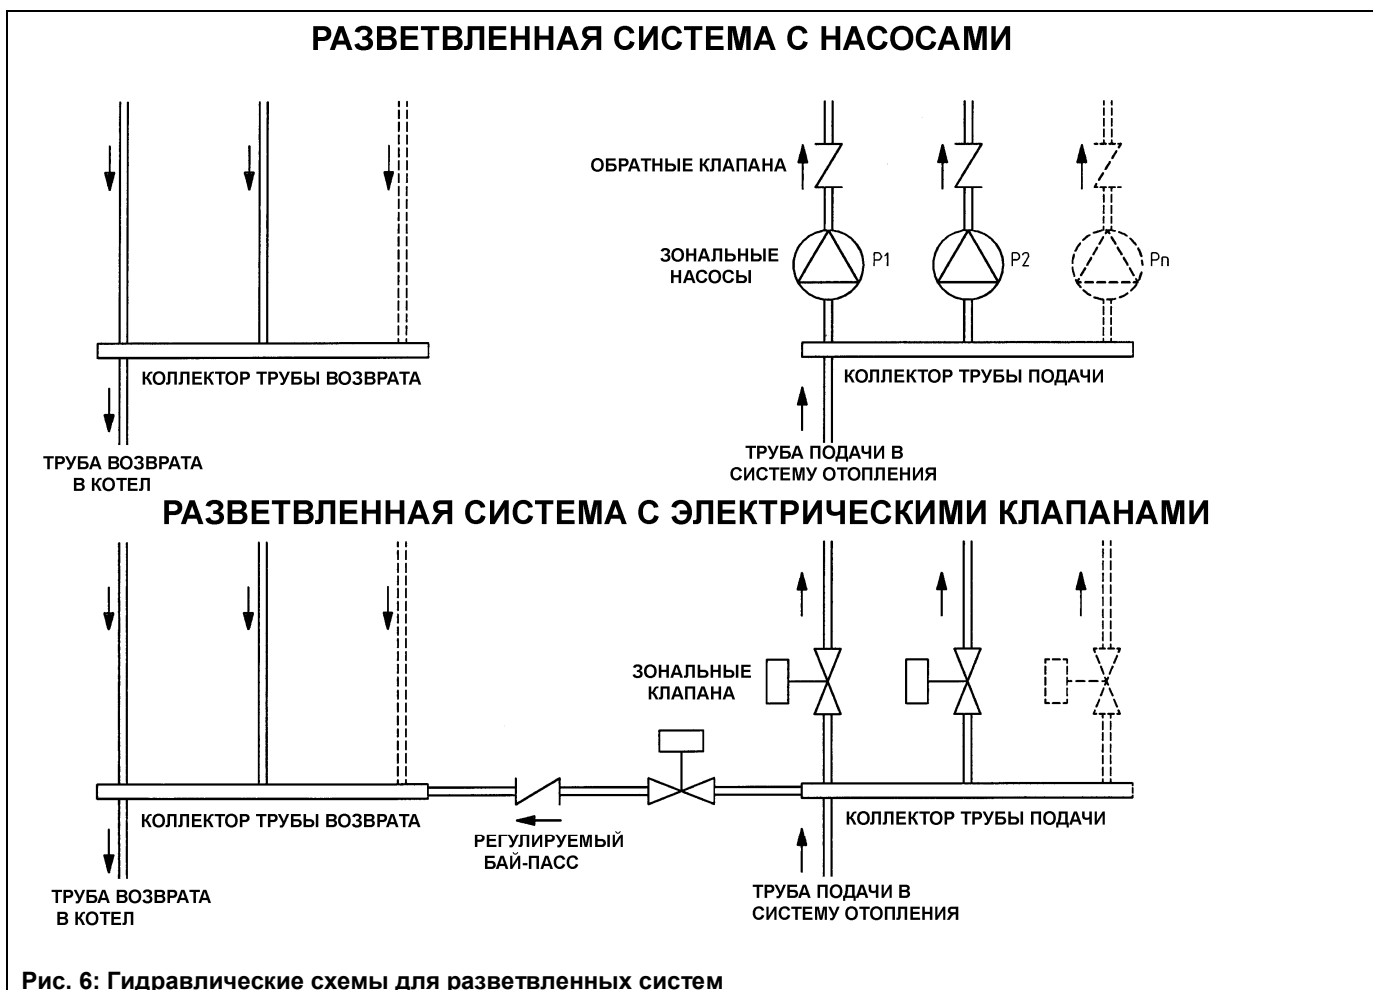 РАЗВЕТВЛЕННАЯ СИСТЕМА С НАСОСАМИ
ОБРАТНЫЕ КЛАПАНА
ЗОНАЛЬНЫЕ
НАСОСЫ
P1
P2
Pn
КОЛЛЕКТОР ТРУБЫ ВОЗВРАТА
КОЛЛЕКТОР ТРУБЫ ПОДАЧИ
ТРУБА ВОЗВРАТА
В КОТЕЛ
ТРУБА ПОДАЧИ В
СИСТЕМУ ОТОПЛЕНИЯ
РАЗВЕТВЛЕННАЯ СИСТЕМА С ЭЛЕКТРИЧЕСКИМИ КЛАПАНАМИ
ЗОНАЛЬНЫЕ
КЛАПАНА
КОЛЛЕКТОР ТРУБЫ ВОЗВРАТА
КОЛЛЕКТОР ТРУБЫ ПОДАЧИ
РЕГУЛИРУЕМЫЙ
БАЙ-ПАСС
ТРУБА ВОЗВРАТА
В КОТЕЛ
ТРУБА ПОДАЧИ В
СИСТЕМУ ОТОПЛЕНИЯ
Рис. 6: Гидравлические схемы для разветвленных систем